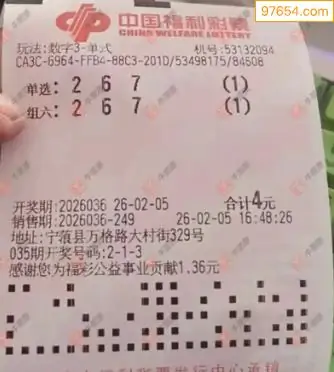 97654.com
中国福利彩票
CHINA WELFARE LOTTERY
玩法:数字3-单式 机号:53132094
CA3C-6964-FFB4-88C3-201D/53498175/84608
单选: 2 6 7 (1)
组六: 2 6 7 (1)
开奖期:2026036 26-02-05 合计4元
销售期:2026036-249 26-02-05 16:48:26
地址:宁蒗县万格路大村街329号
035期开奖号码:2-1-3
感谢您为福彩公益事业贡献1.36元